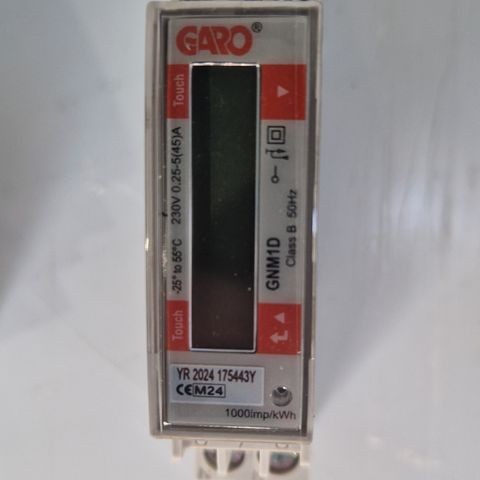 GARO®
Touch
Touch
-25° to 55°C 230V 0.25-5(45)A
GNM1D
Class B 50Hz
YR 2024 175443Y
CE M24
1000imp/kWh